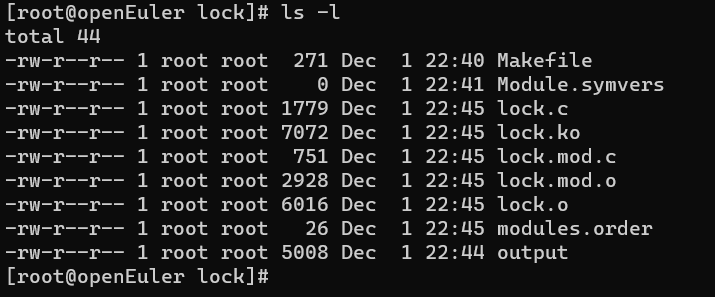 [root@openEuler lock]# ls -l
total 44
-rw-r--r-- 1 root root  271 Dec  1 22:40 Makefile
-rw-r--r-- 1 root root    0 Dec  1 22:41 Module.symvers
-rw-r--r-- 1 root root 1779 Dec  1 22:45 lock.c
-rw-r--r-- 1 root root 7072 Dec  1 22:45 lock.ko
-rw-r--r-- 1 root root  751 Dec  1 22:45 lock.mod.c
-rw-r--r-- 1 root root 2928 Dec  1 22:45 lock.mod.o
-rw-r--r-- 1 root root 6016 Dec  1 22:45 lock.o
-rw-r--r-- 1 root root   26 Dec  1 22:45 modules.order
-rw-r--r-- 1 root root 5008 Dec  1 22:44 output
[root@openEuler lock]#